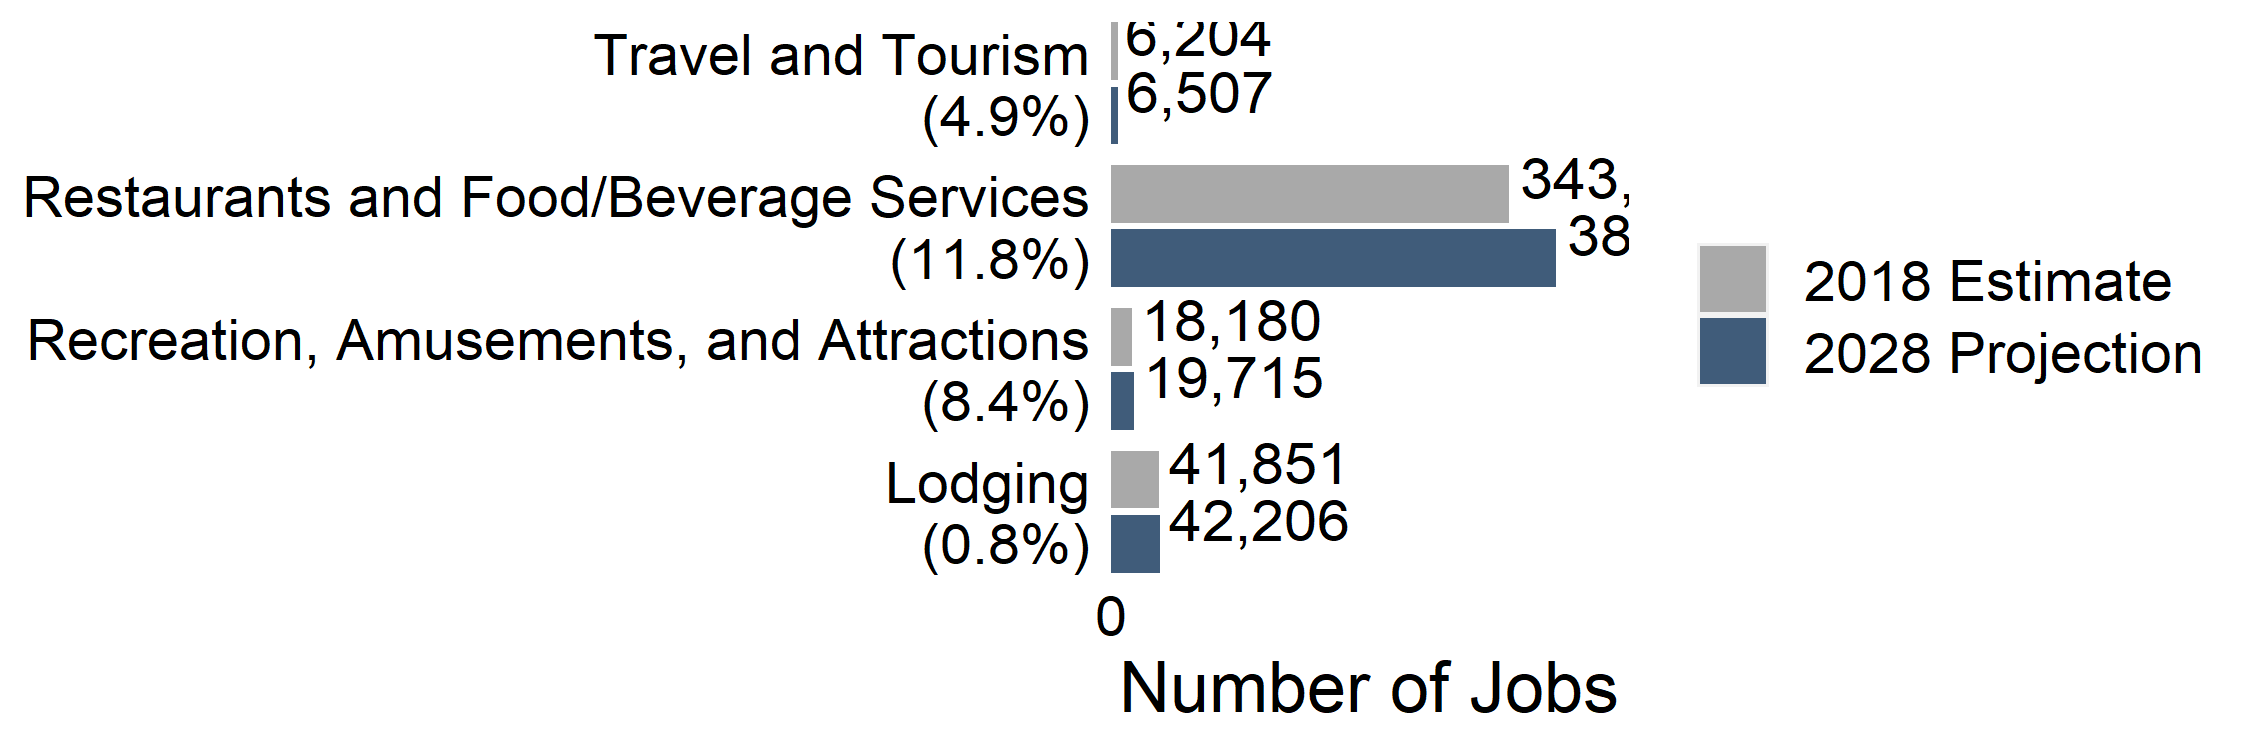 Travel and Tourism
(4.9%)
6,204
6,507
Restaurants and Food/Beverage Services
(11.8%)
343,
38
Recreation, Amusements, and Attractions
(8.4%)
18,180
19,715
Lodging
(0.8%)
41,851
42,206
0
Number of Jobs
2018 Estimate
2028 Projection